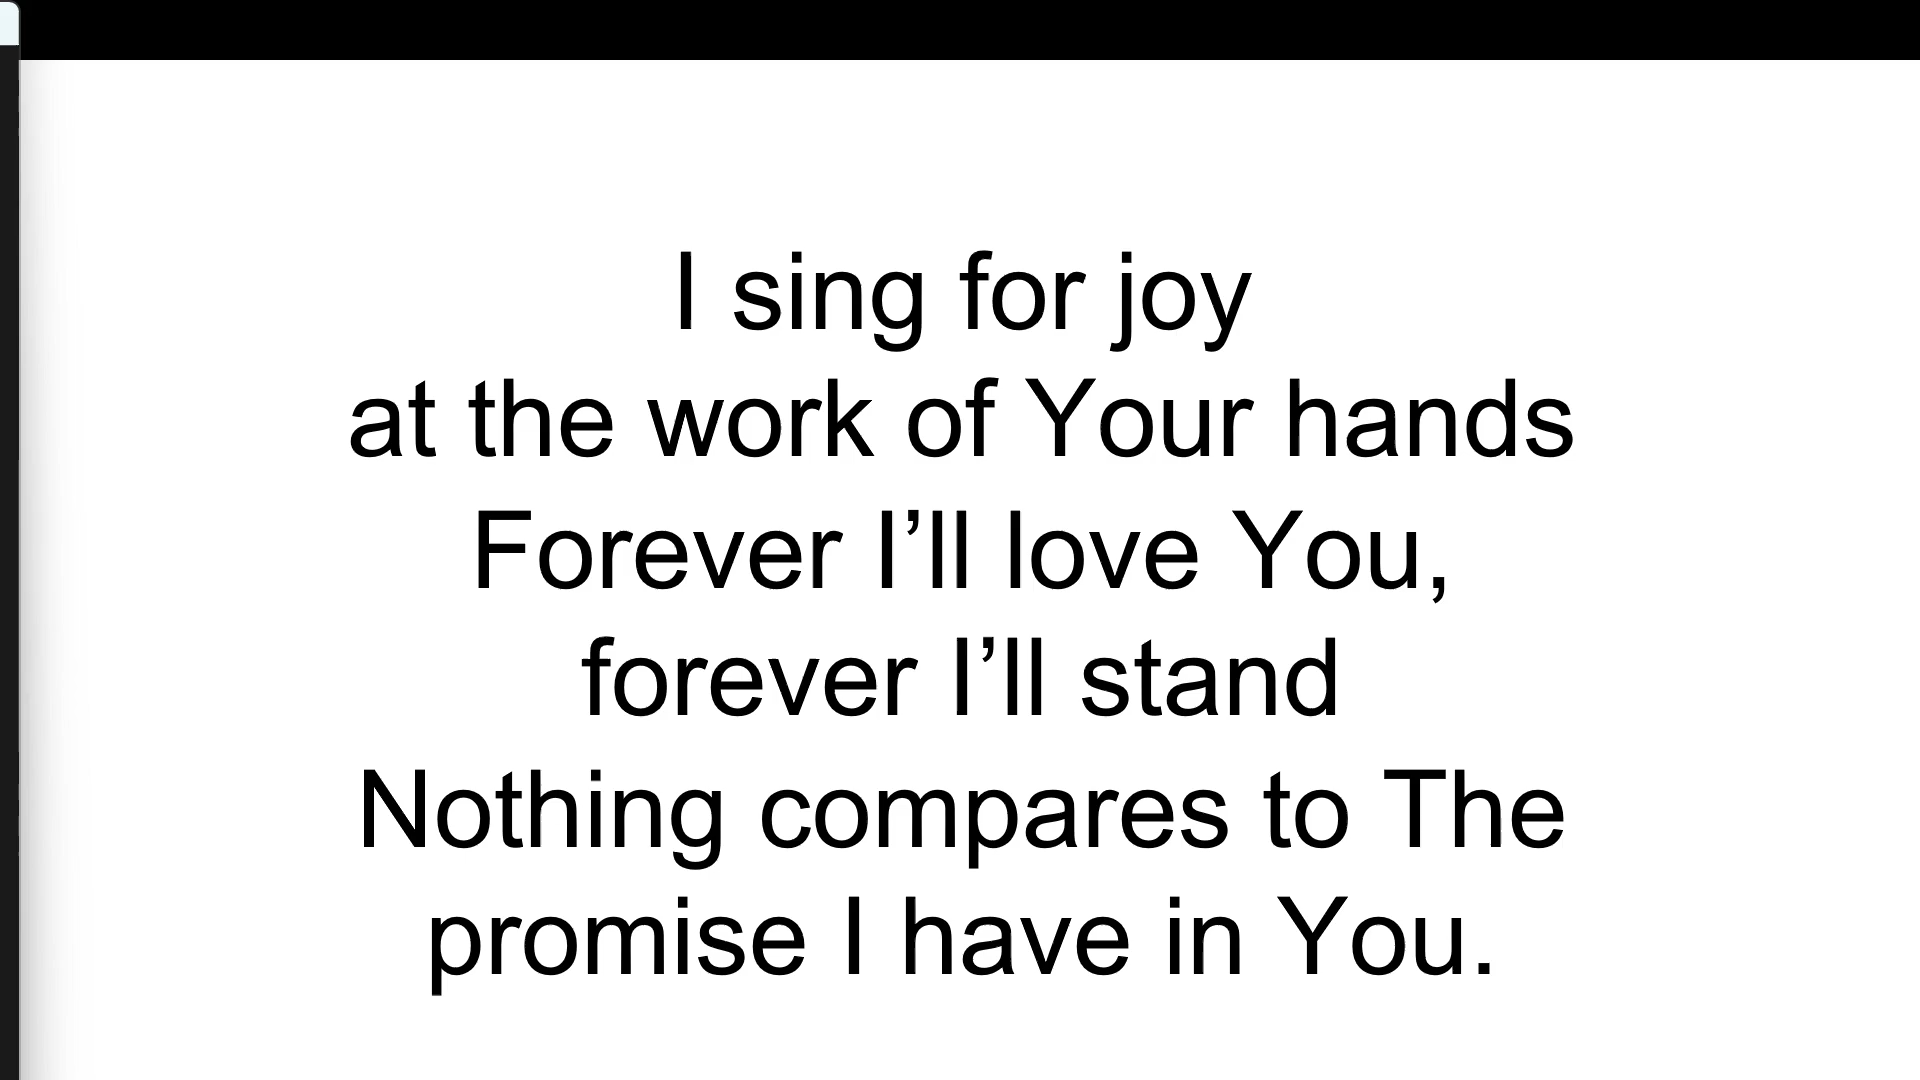 I sing for joy
at the work of Your hands
Forever I’ll love You,
forever I’ll stand
Nothing compares to The
promise I have in You.